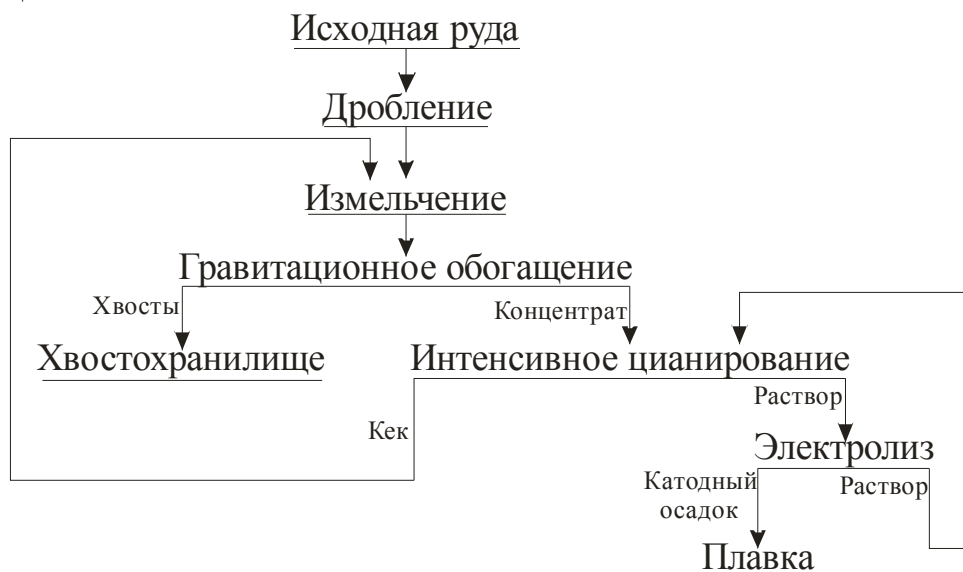 Исходная руда
Дробление
Измельчение
Гравитационное обогащение
Хвосты
Концентрат
Хвостохранилище
Интенсивное цианирование
Раствор
Кек
Электролиз
Катодный
осадок
Раствор
Плавка